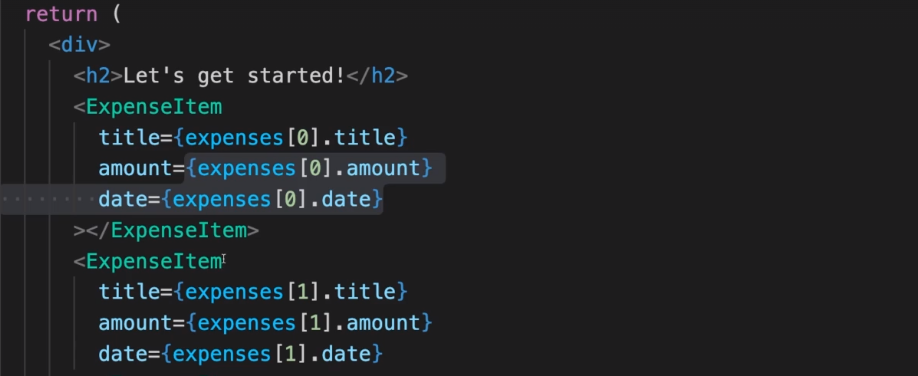 return (
<div>
<h2>Let's get started!</h2>
<ExpenseItem
title={expenses[0].title}
amount={expenses[0].amount}
date={expenses[0].date}
></ExpenseItem>
<ExpenseItem
title={expenses[1].title}
amount={expenses[1].amount}
date={expenses[1].date}